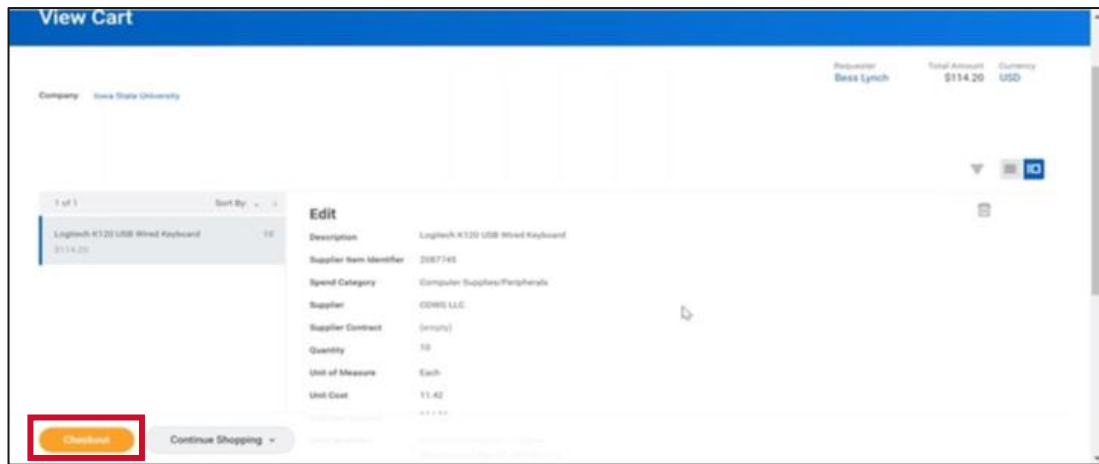 View Cart
Requester Total Amount Currency
Bess Lynch $114.20 USD
Company Iowa State University
1 of 1 Sort By:
Logitech K120 USB Wired Keyboard 10
$114.20
Edit
Description Logitech K120 USB Wired Keyboard
Supplier Item Identifier 2087745
Spend Category Computer Supplies/Peripherals
Supplier CDWG LLC
Supplier Contract (empty)
Quantity 10
Unit of Measure Each
Unit Cost 11.42
Checkout Continue Shopping